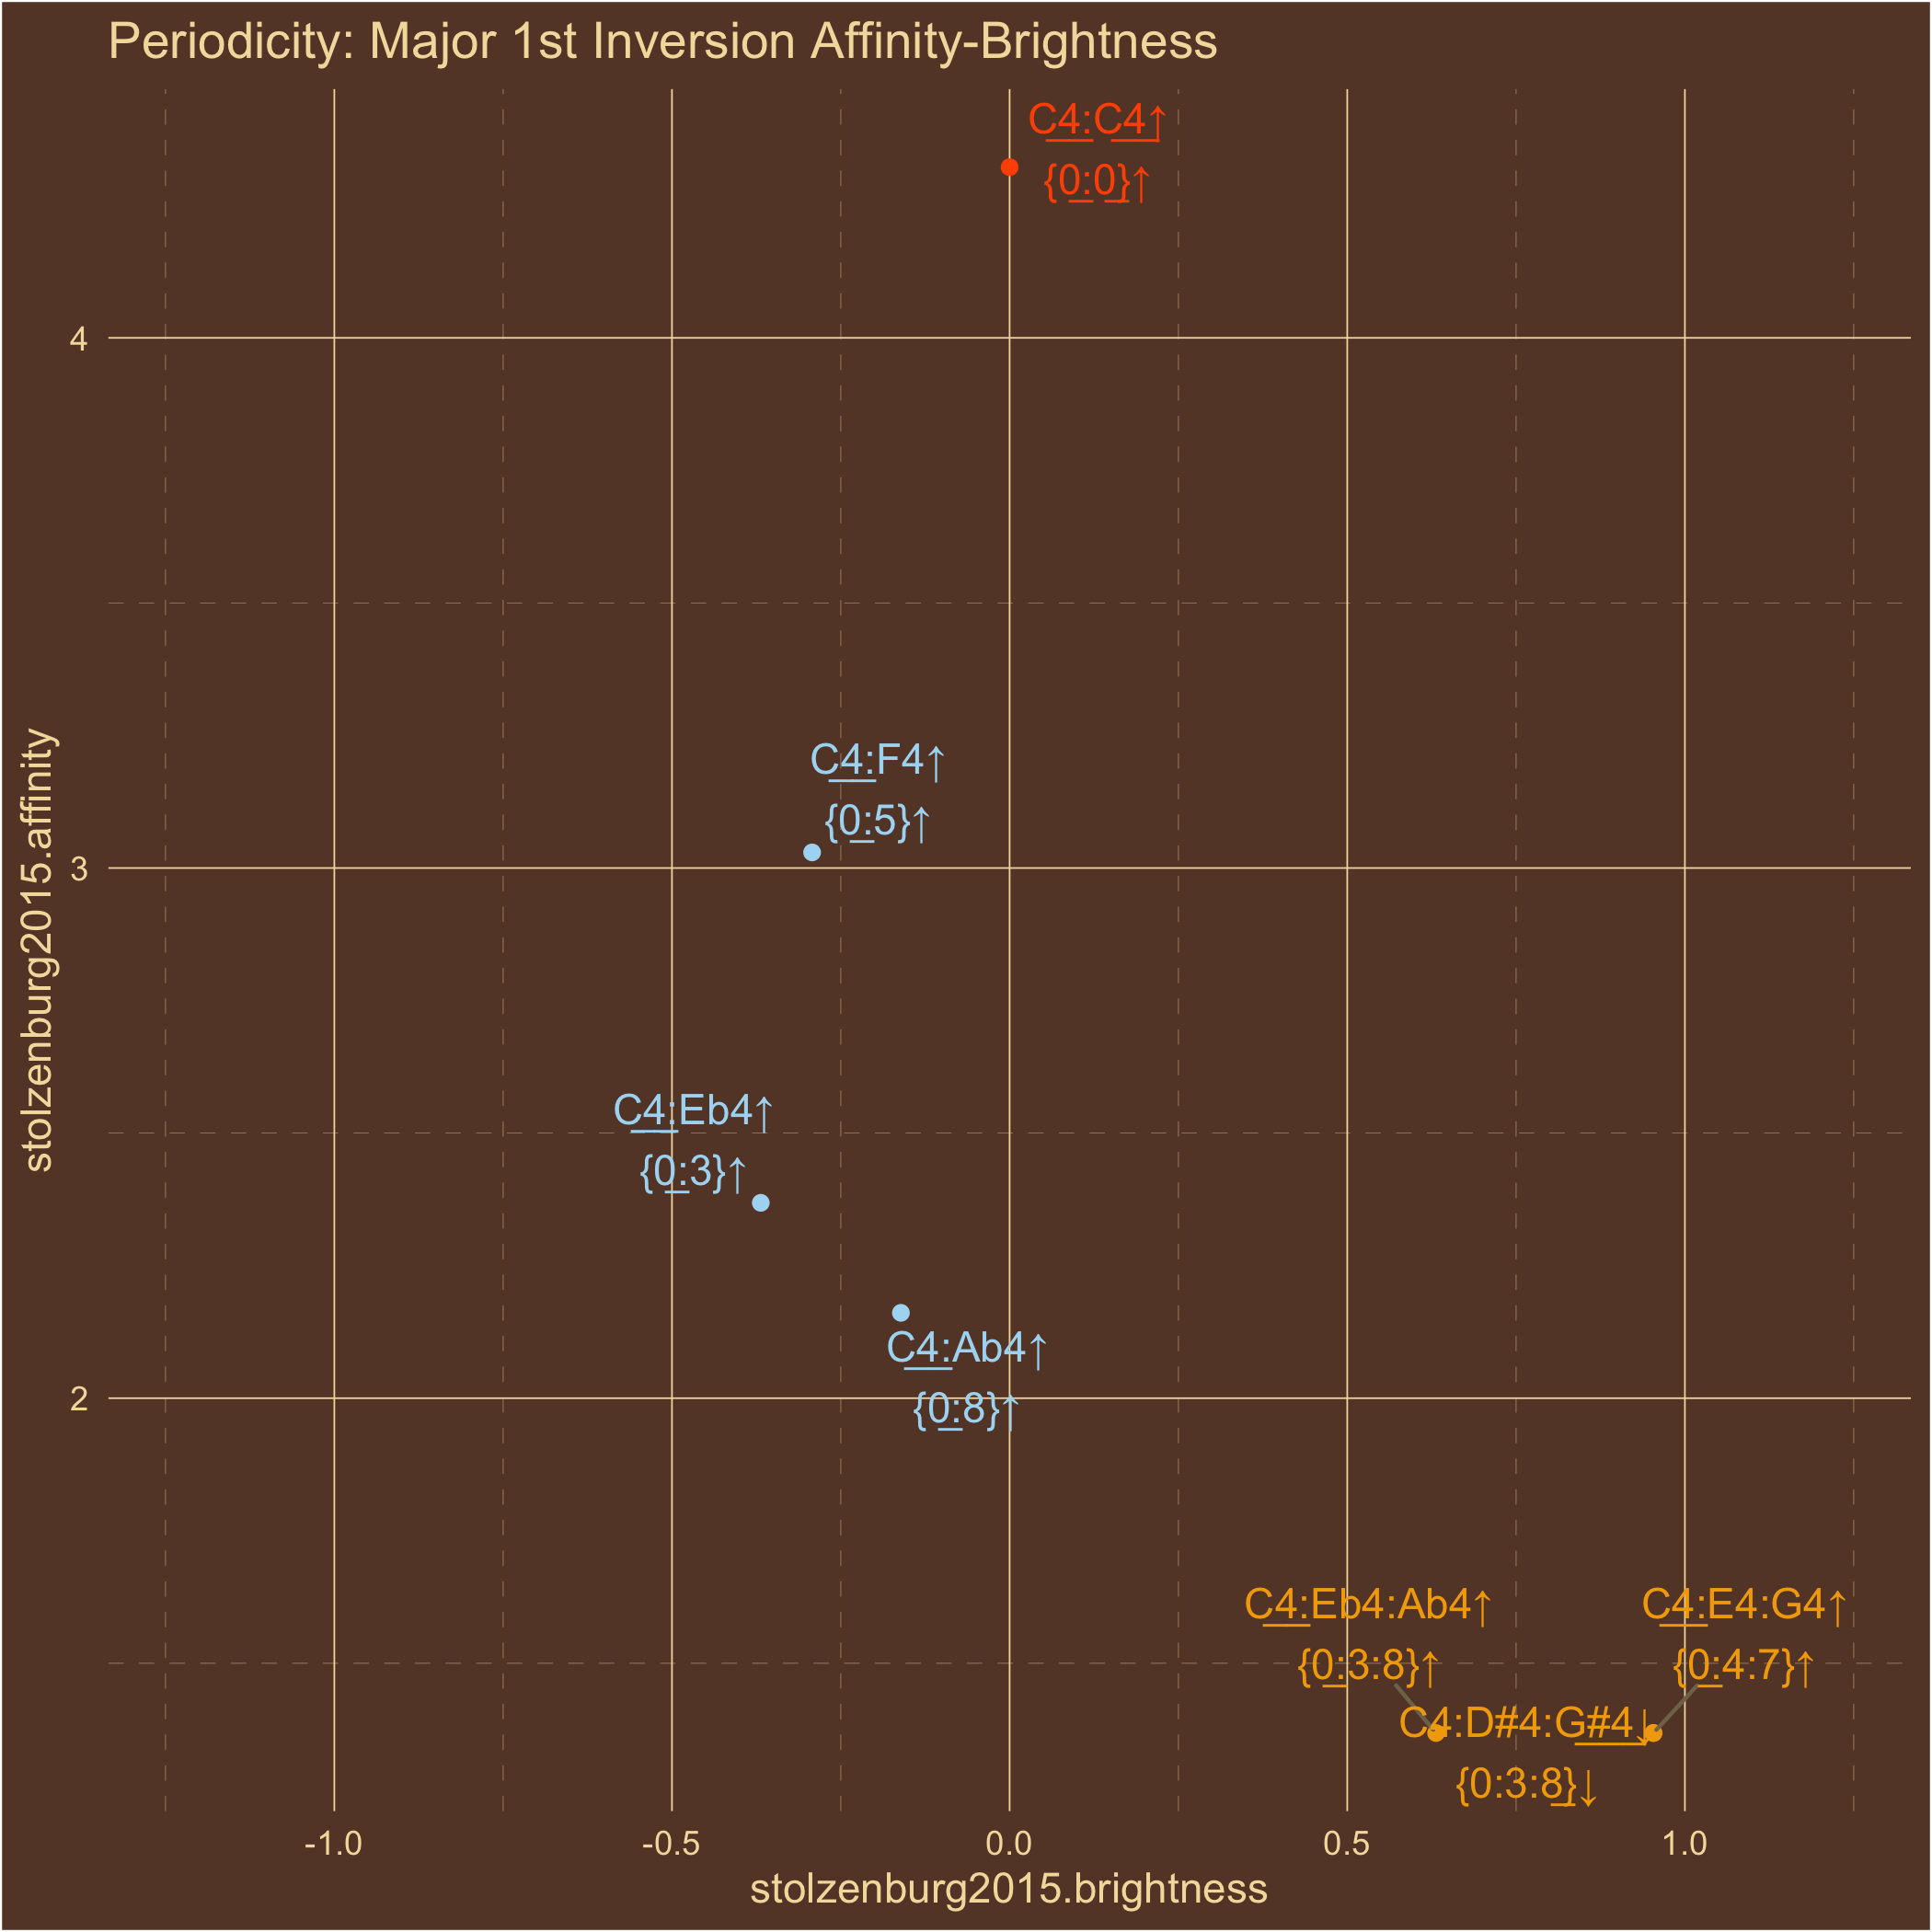 Periodicity: Major 1st Inversion Affinity-Brightness
C4:C4↑
{0:0}↑
4
C4:F4↑
{0:5}↑
3
stolzenburg2015.affinity
C4:Eb4↑
{0:3}↑
C4:Ab4↑
2
{0:8}↑
C4:Eb4:Ab4↑
C4:E4:G4↑
{0:3:8}↑
{0:4:7}↑
C4:D#4:G#4↓
{0:3:8}↓
-1.0
-0.5
0.0
0.5
1.0
stolzenburg2015.brightness